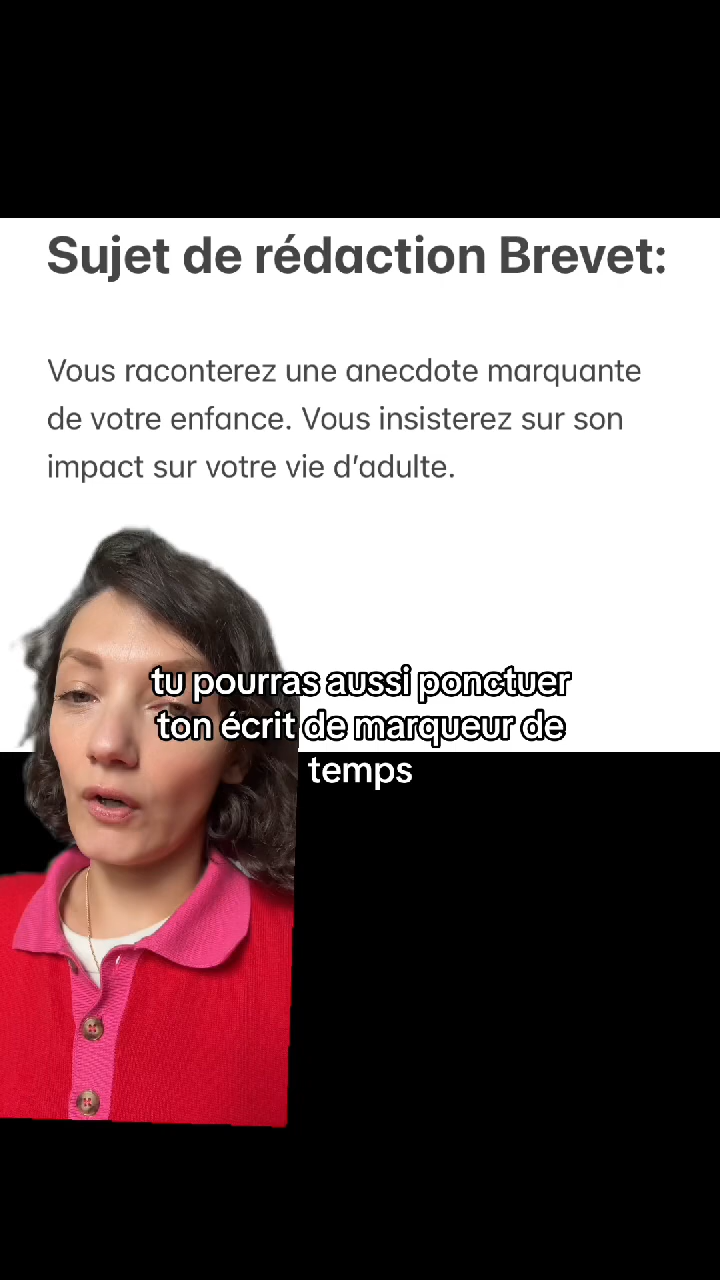 Sujet de rédaction Brevet:
Vous raconterez une anecdote marquante
de votre enfance. Vous insisterez sur son
impact sur votre vie d’adulte.
tu pourras aussi ponctuer
ton écrit de marqueur de
temps